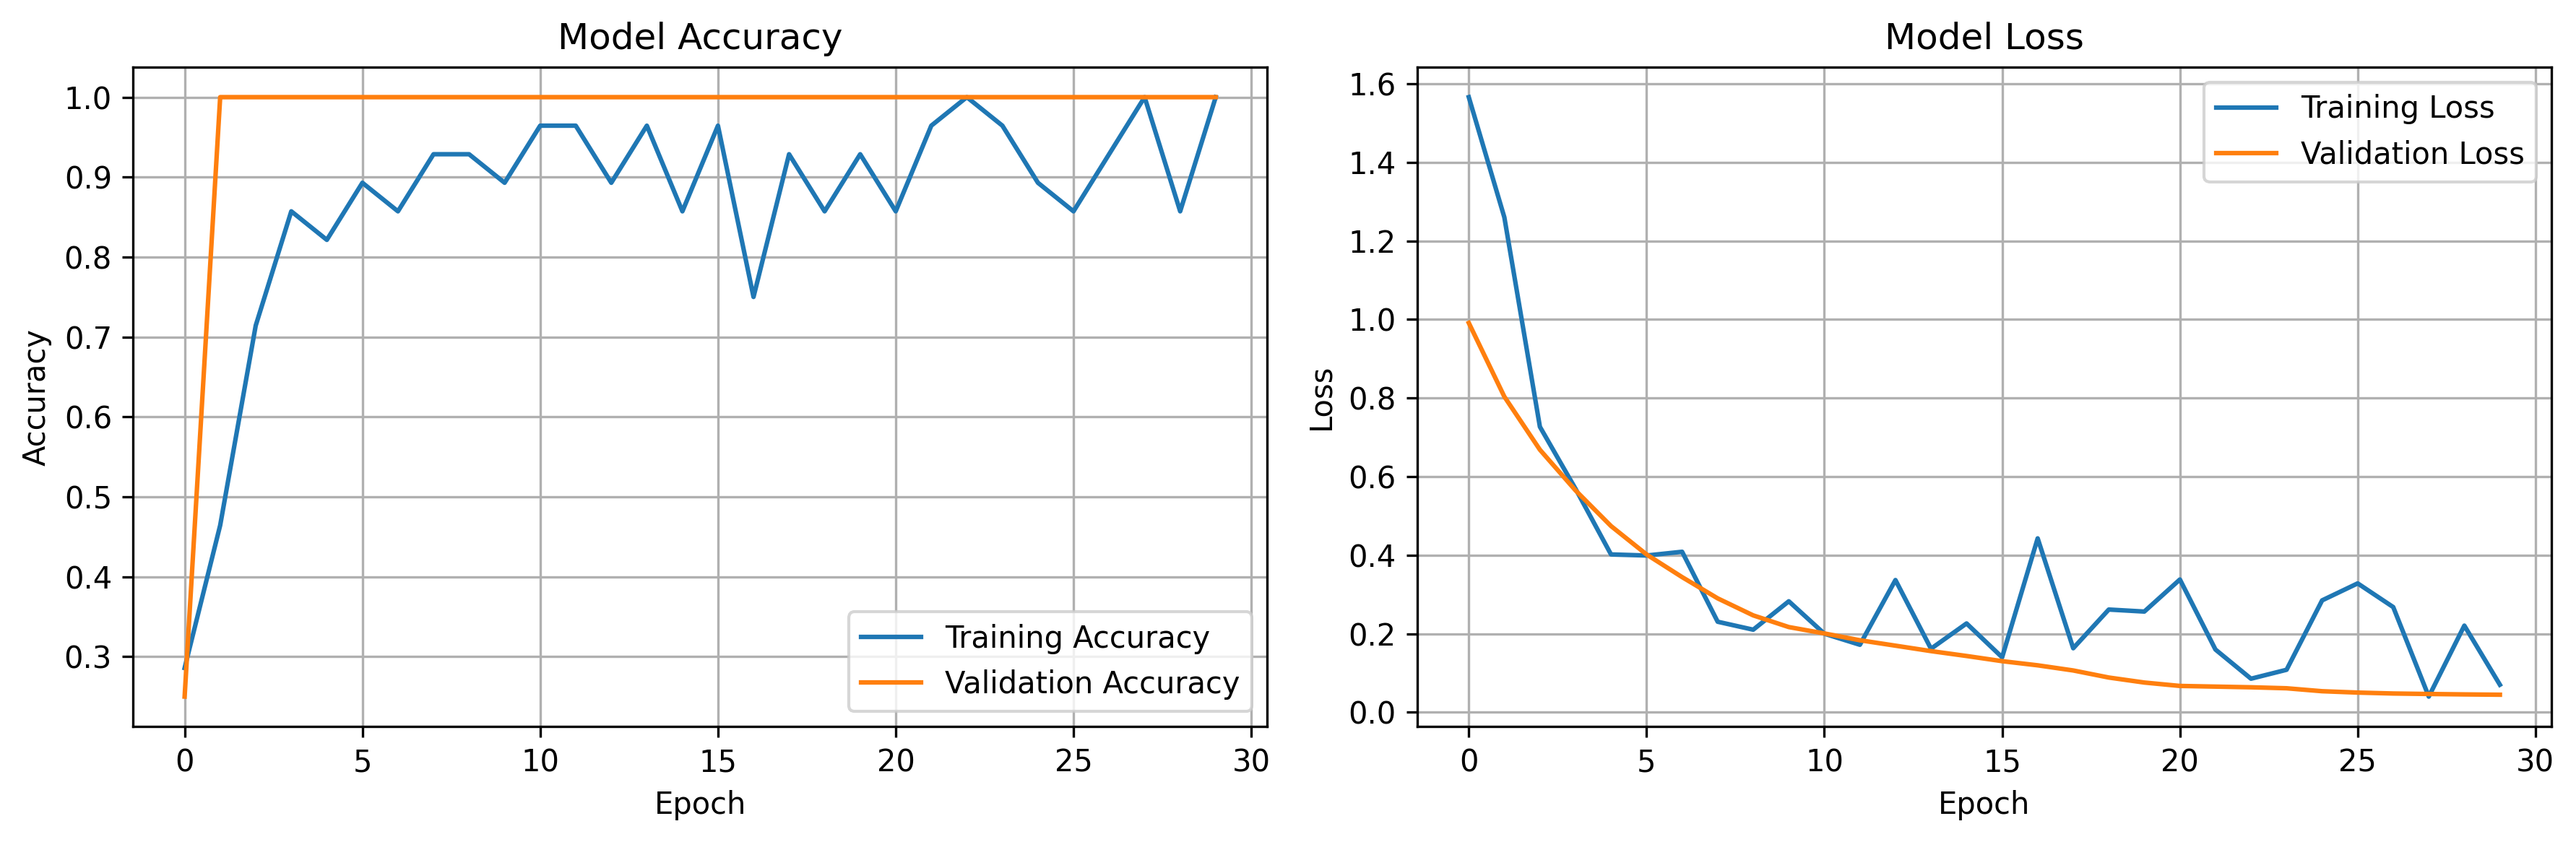 Model Accuracy
1.0
0.9
0.8
0.7
0.6
0.5
0.4
0.3
Accuracy
0 5 10 15 20 25 30
Epoch
Training Accuracy
Validation Accuracy
Model Loss
1.6
1.4
1.2
1.0
0.8
0.6
0.4
0.2
0.0
Loss
0 5 10 15 20 25 30
Epoch
Training Loss
Validation Loss